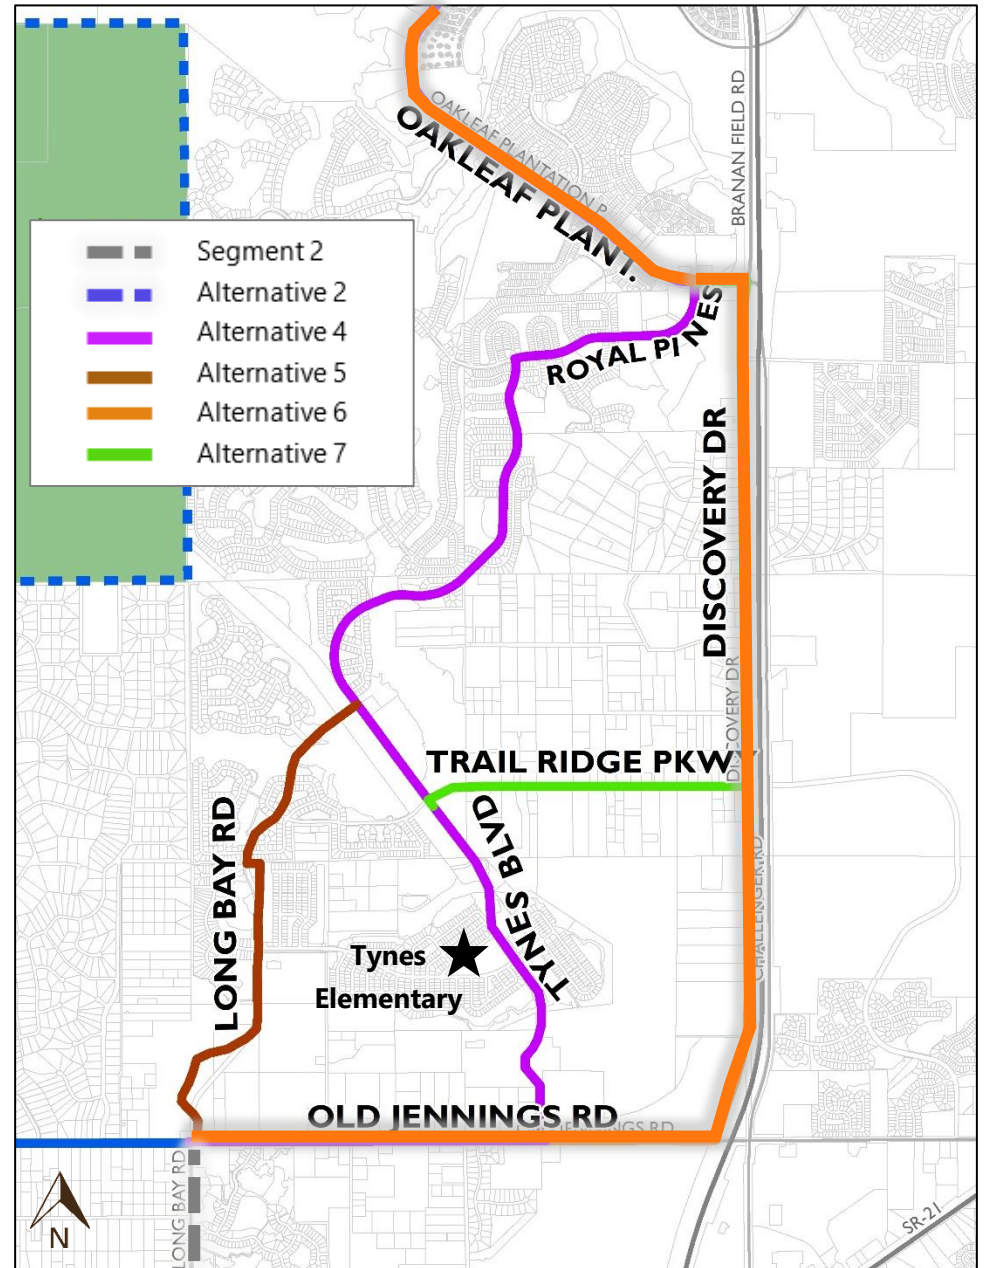 OAKLEAF PLANTATION P
OAKLEAF PLANT.
BRANAN FIELD RD
Segment 2
Alternative 2
Alternative 4
Alternative 5
Alternative 6
Alternative 7
ROYAL PINES
DISCOVERY DR
DISCOVERY DR
TRAIL RIDGE PKWY
TYNES BLVD
LONG BAY RD
CHALLENGER RD
Tynes
Elementary
OLD JENNINGS RD
JENNINGS RD
LONG BAY RD
SR-21
N